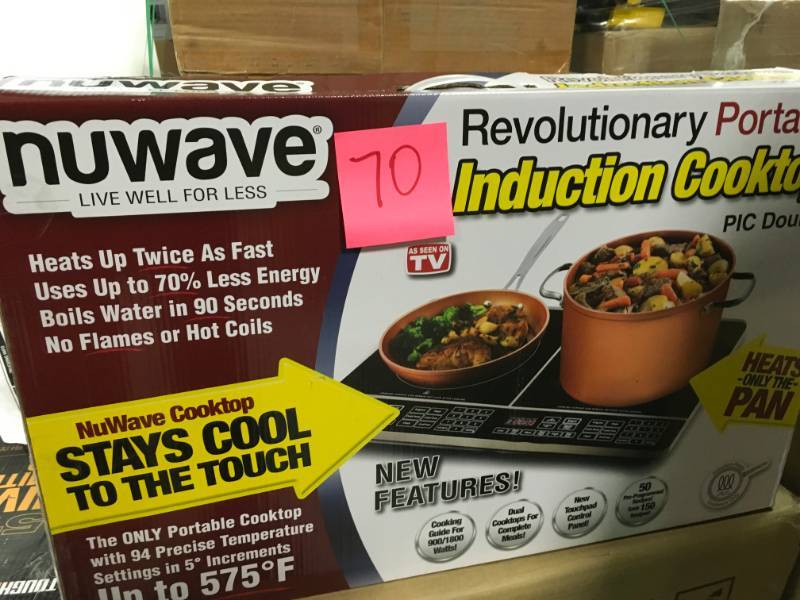 nuwave
nuwave®
LIVE WELL FOR LESS
70
Revolutionary Porta
Induction Cookto
PIC Dou
AS SEEN ON
TV
Heats Up Twice As Fast
Uses Up to 70% Less Energy
Boils Water in 90 Seconds
No Flames or Hot Coils
NuWave Cooktop
STAYS COOL
TO THE TOUCH
HEATS
-ONLY THE-
PAN
NEW
FEATURES!
Cooking
Guide For
900/1800
Watts!
Dual
Cooktops For
Complete
Meals!
New
Touchpad
Control
Panel!
50
Pre-Programmed
The ONLY Portable Cooktop
with 94 Precise Temperature
Settings in 5° Increments
Up to 575°F
TOUGH